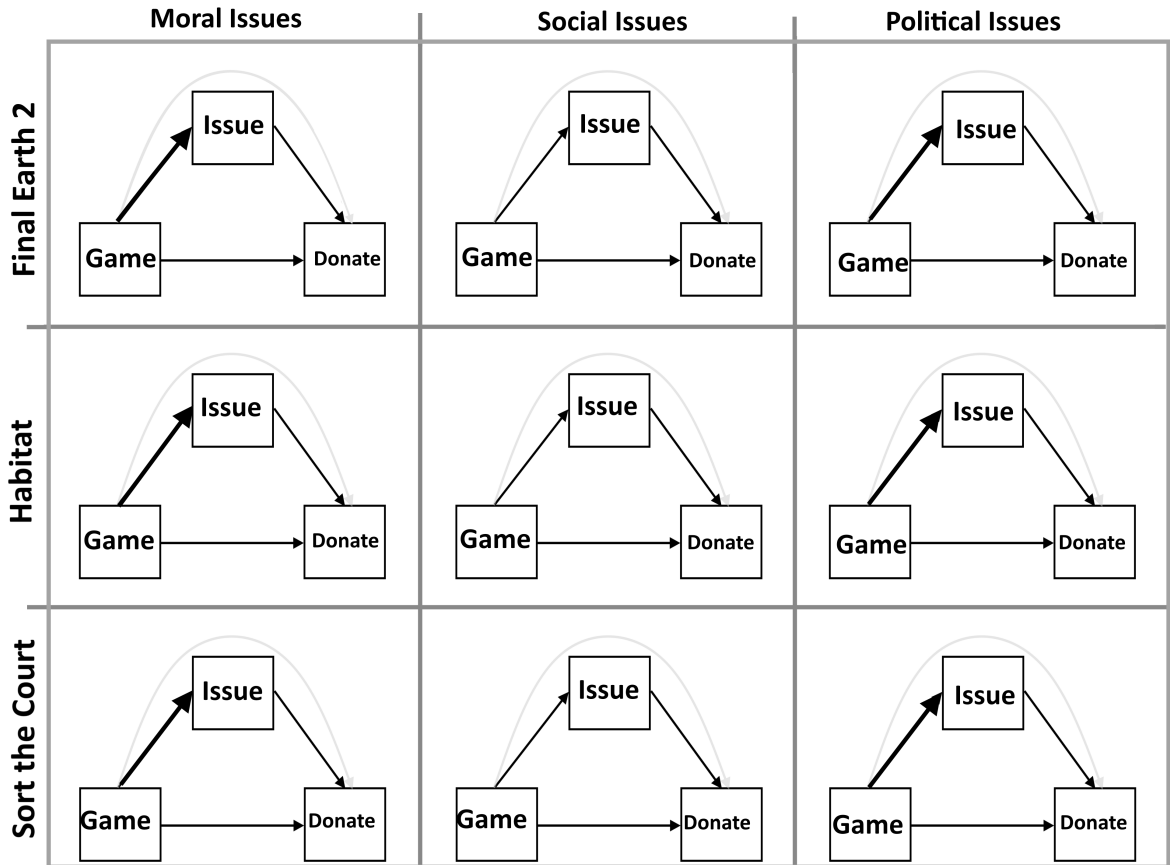 Moral Issues
Social Issues
Political Issues
Final Earth 2
Issue
Game
Donate
Issue
Game
Donate
Issue
Game
Donate
Habitat
Issue
Game
Donate
Issue
Game
Donate
Issue
Game
Donate
Sort the Court
Issue
Game
Donate
Issue
Game
Donate
Issue
Game
Donate